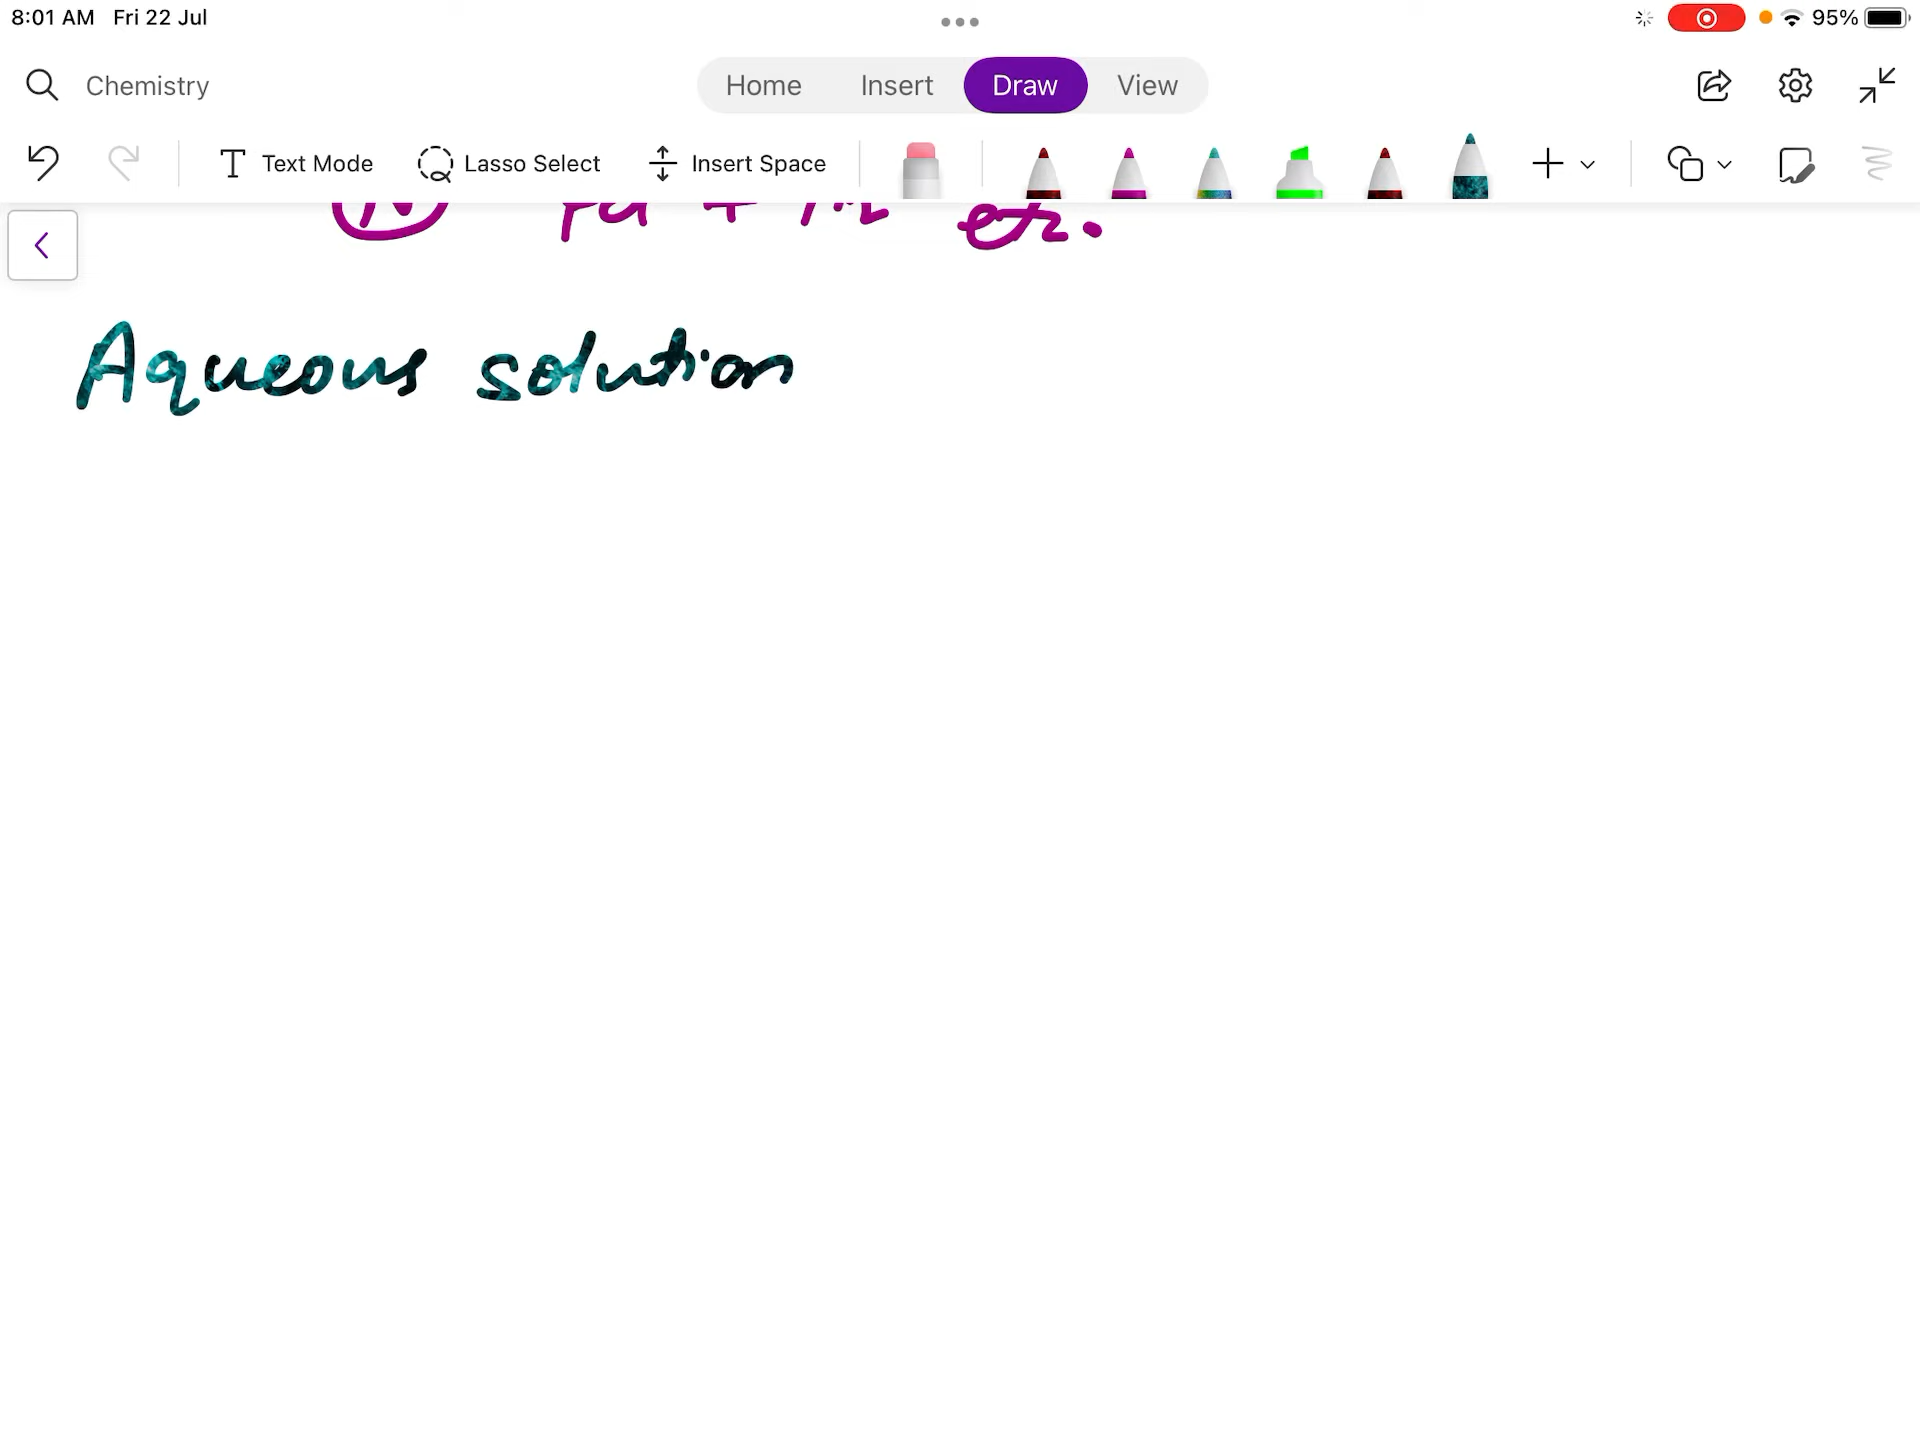 8:01 AM Fri 22 Jul
95%
Chemistry
Home Insert Draw View
Text Mode Lasso Select Insert Space
etc.
Aqueous solution